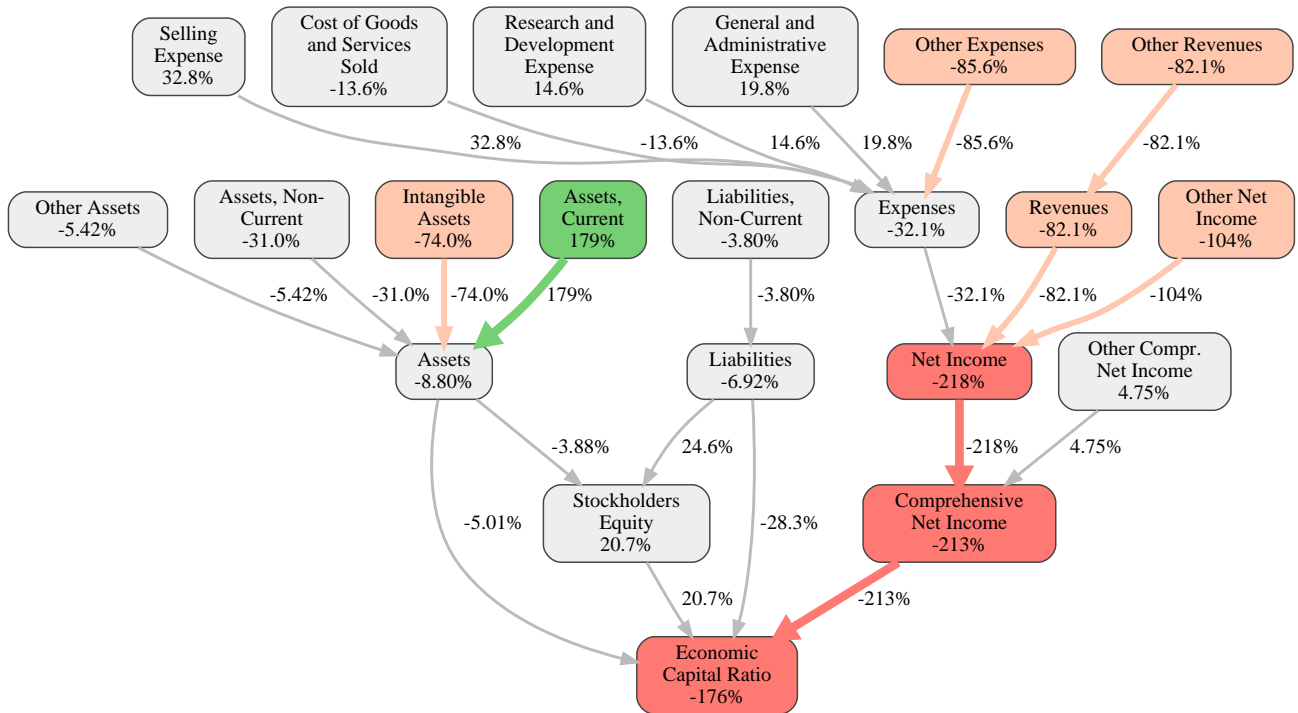 Selling
Expense
32.8%
Cost of Goods
and Services
Sold
-13.6%
Research and
Development
Expense
14.6%
General and
Administrative
Expense
19.8%
Other Expenses
-85.6%
Other Revenues
-82.1%
32.8%
-13.6%
14.6%
19.8%
-85.6%
-82.1%
Other Assets
-5.42%
Assets, Non-
Current
-31.0%
Intangible
Assets
-74.0%
Assets,
Current
179%
Liabilities,
Non-Current
-3.80%
Expenses
-32.1%
Revenues
-82.1%
Other Net
Income
-104%
-5.42%
-31.0%
-74.0%
179%
-3.80%
-32.1%
-82.1%
-104%
Assets
-8.80%
Liabilities
-6.92%
Net Income
-218%
Other Compr.
Net Income
4.75%
-3.88%
24.6%
-218%
4.75%
Stockholders
Equity
20.7%
Comprehensive
Net Income
-213%
-5.01%
-28.3%
20.7%
-213%
Economic
Capital Ratio
-176%